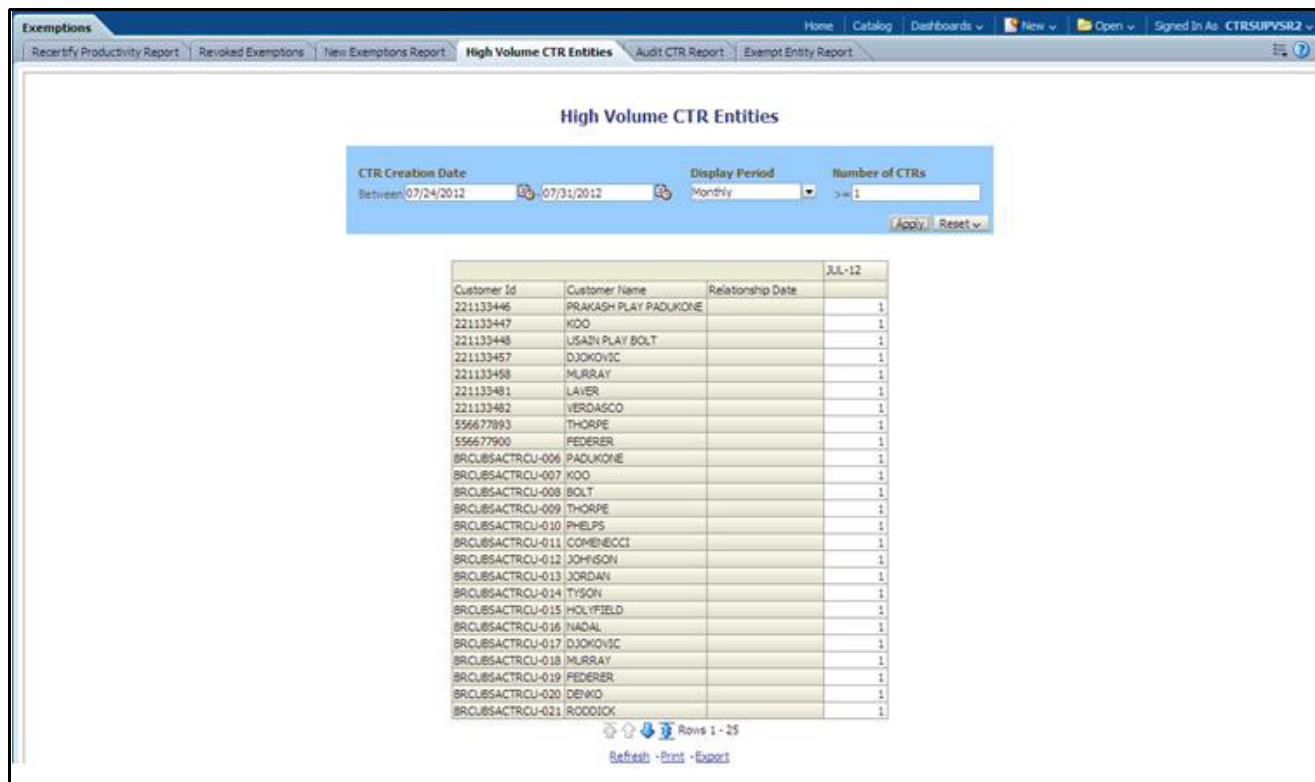 Exemptions Home Catalog Dashboards New Open Signed In As CTRSUPVSR2
Recertify Productivity Report Revoked Exemptions New Exemptions Report High Volume CTR Entities Audit CTR Report Exempt Entity Report
High Volume CTR Entities
CTR Creation Date Display Period Number of CTRs
Between 07/24/2012 - 07/31/2012 Monthly >= 1
Apply Reset
JUL-12
Customer Id Customer Name Relationship Date
221133446 PRAKASH PLAY PADUKONE 1
221133447 KOO 1
221133448 USAIN PLAY BOLT 1
221133457 DJOKOVIC 1
221133458 MURRAY 1
221133481 LAVER 1
221133482 VERDASCO 1
556677893 THORPE 1
556677900 FEDERER 1
BRCUBSACTRCU-006 PADUKONE 1
BRCUBSACTRCU-007 KOO 1
BRCUBSACTRCU-008 BOLT 1
BRCUBSACTRCU-009 THORPE 1
BRCUBSACTRCU-010 PHELPS 1
BRCUBSACTRCU-011 COMENECCI 1
BRCUBSACTRCU-012 JOHNSON 1
BRCUBSACTRCU-013 JORDAN 1
BRCUBSACTRCU-014 TYSON 1
BRCUBSACTRCU-015 HOLYFIELD 1
BRCUBSACTRCU-016 NADAL 1
BRCUBSACTRCU-017 DJOKOVIC 1
BRCUBSACTRCU-018 MURRAY 1
BRCUBSACTRCU-019 FEDERER 1
BRCUBSACTRCU-020 DENKO 1
BRCUBSACTRCU-021 RODDICK 1
Rows 1 - 25
Refresh - Print - Export